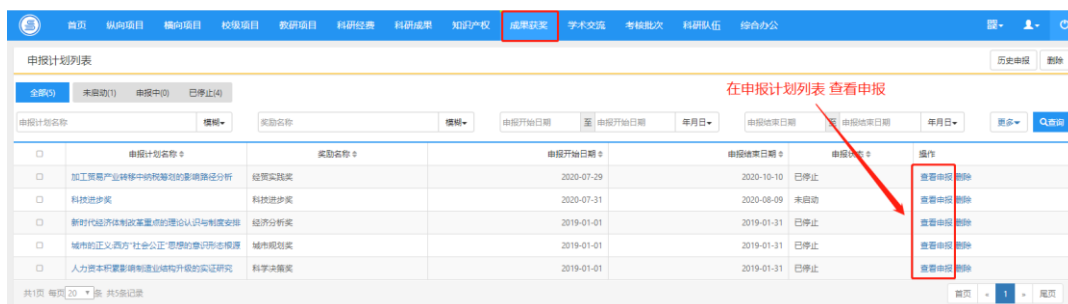 首页 纵向项目 横向项目 校级项目 教研项目 科研经费 科研成果 知识产权 成果获奖 学术交流 考核批次 科研队伍 综合办公
申报计划列表 历史申报 删除
在申报计划列表 查看申报
全部(5) 未启动(1) 申报中(0) 已停止(4)
申报计划名称 模糊 奖励名称 模糊 申报开始日期 至 申报开始日期 年月日 申报结束日期 至 申报结束日期 年月日 更多 查询
申报计划名称 奖励名称 申报开始日期 申报结束日期 申报状态 操作
加工贸易产业转移中纳税筹划的影响路径分析 经贸实践奖 2020-07-29 2020-10-10 已停止 查看申报 删除
科技进步奖 科技进步奖 2020-07-31 2020-08-09 未启动 查看申报 删除
新时代经济体制改革重点的理论认识与制度安排 经济分析奖 2019-01-01 2019-01-31 已停止 查看申报 删除
城市的正义:西方"社会公正"思想的意识形态根源 城市规划奖 2019-01-01 2019-01-31 已停止 查看申报 删除
人力资本积累影响制造业结构升级的实证研究 科学决策奖 2019-01-01 2019-01-31 已停止 查看申报 删除
共1页 每页 20 条 共5条记录 首页 « 1 » 尾页